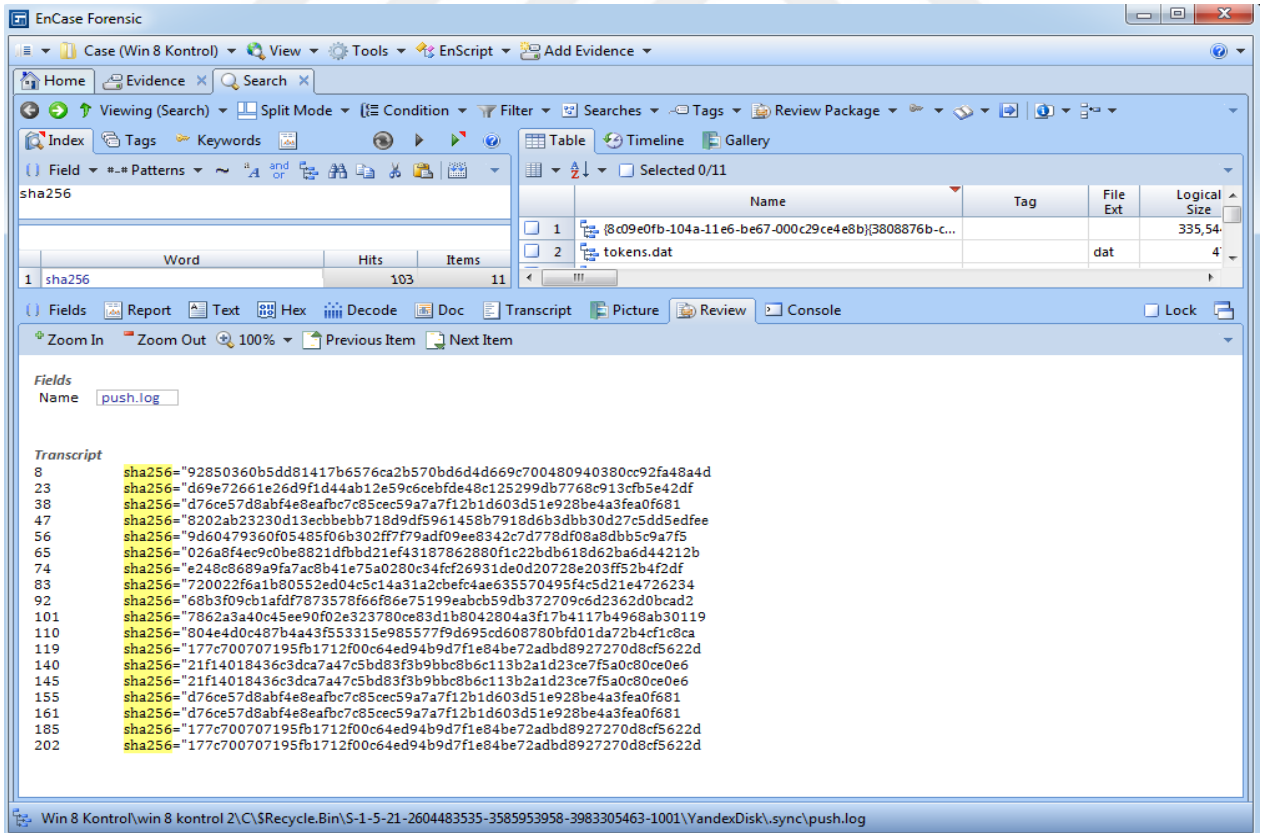 EnCase Forensic
Case (Win 8 Kontrol) View Tools EnScript Add Evidence
Home Evidence Search
Viewing (Search) Split Mode Condition Filter Searches Tags Review Package
Index Tags Keywords
Table Timeline Gallery
Field #-# Patterns
Selected 0/11
sha256
Name Tag File Ext Logical Size
1 {8c09e0fb-104a-11e6-be67-000c29ce4e8b}{3808876b-c... 335,54
2 tokens.dat dat 4
Word Hits Items
1 sha256 103 11
Fields Report Text Hex Decode Doc Transcript Picture Review Console Lock
Zoom In Zoom Out 100% Previous Item Next Item
Fields
Name push.log
Transcript
8 sha256="92850360b5dd81417b6576ca2b570bd6d4d669c700480940380cc92fa48a4d
23 sha256="d69e72661e26d9f1d44ab12e59c6cebfde48c125299db7768c913cfb5e42df
38 sha256="d76ce57d8abf4e8eafbc7c85cec59a7a7f12b1d603d51e928be4a3fea0f681
47 sha256="8202ab23230d13ecbbebb718d9df5961458b7918d6b3dbb30d27c5dd5edfee
56 sha256="9d60479360f05485f06b302ff7f79adf09ee8342c7d778df08a8dbb5c9a7f5
65 sha256="026a8f4ec9c0be8821dfbbd21ef43187862880f1c22bdb618d62ba6d44212b
74 sha256="e248c8689a9fa7ac8b41e75a0280c34fcf26931de0d20728e203ff52b4f2df
83 sha256="720022f6a1b80552ed04c5c14a31a2cbefc4ae635570495f4c5d21e4726234
92 sha256="68b3f09cb1afdf7873578f66f86e75199eabcb59db372709c6d2362d0bcad2
101 sha256="7862a3a40c45ee90f02e323780ce83d1b8042804a3f17b4117b4968ab30119
110 sha256="804e4d0c487b4a43f553315e985577f9d695cd608780bfd01da72b4cf1c8ca
119 sha256="177c700707195fb1712f00c64ed94b9d7f1e84be72adbd8927270d8cf5622d
140 sha256="21f14018436c3dca7a47c5bd83f3b9bbc8b6c113b2a1d23ce7f5a0c80ce0e6
145 sha256="21f14018436c3dca7a47c5bd83f3b9bbc8b6c113b2a1d23ce7f5a0c80ce0e6
155 sha256="d76ce57d8abf4e8eafbc7c85cec59a7a7f12b1d603d51e928be4a3fea0f681
161 sha256="d76ce57d8abf4e8eafbc7c85cec59a7a7f12b1d603d51e928be4a3fea0f681
185 sha256="177c700707195fb1712f00c64ed94b9d7f1e84be72adbd8927270d8cf5622d
202 sha256="177c700707195fb1712f00c64ed94b9d7f1e84be72adbd8927270d8cf5622d
Win 8 Kontrol\win 8 kontrol 2\C\$Recycle.Bin\S-1-5-21-2604483535-3585953958-3983305463-1001\YandexDisk\.sync\push.log